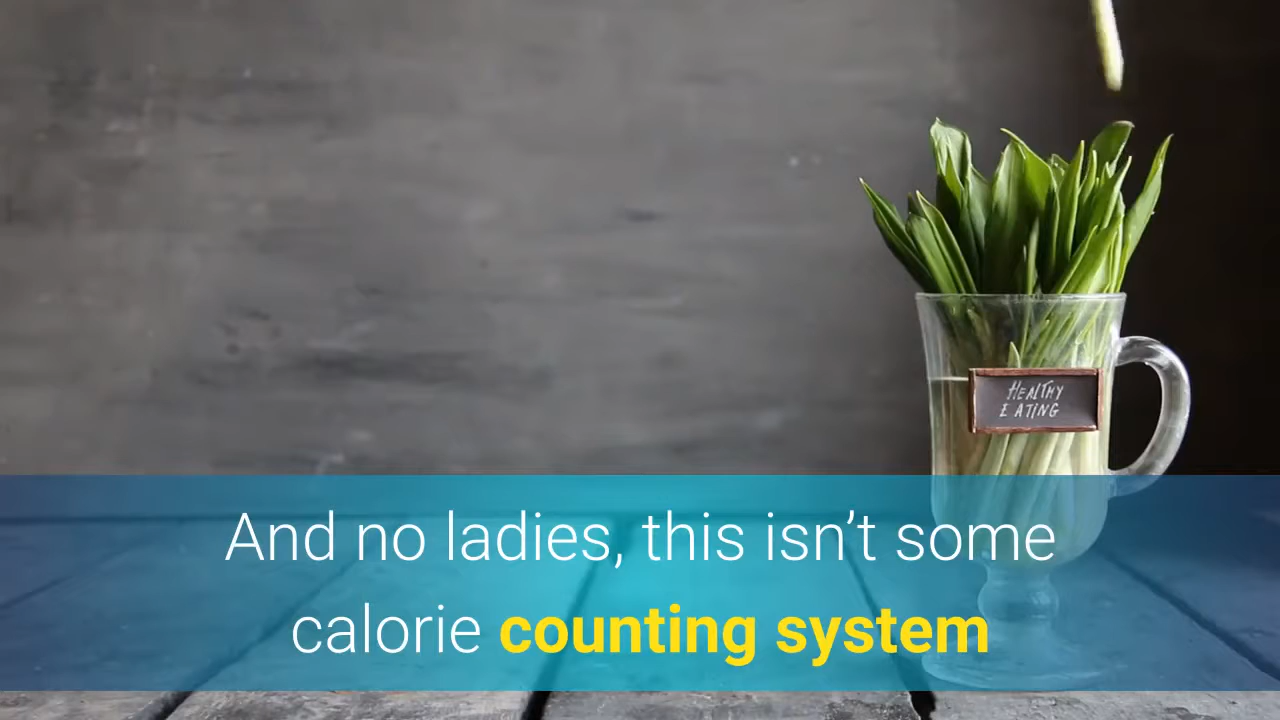 HEALTHY
EATING
And no ladies, this isn’t some
calorie counting system